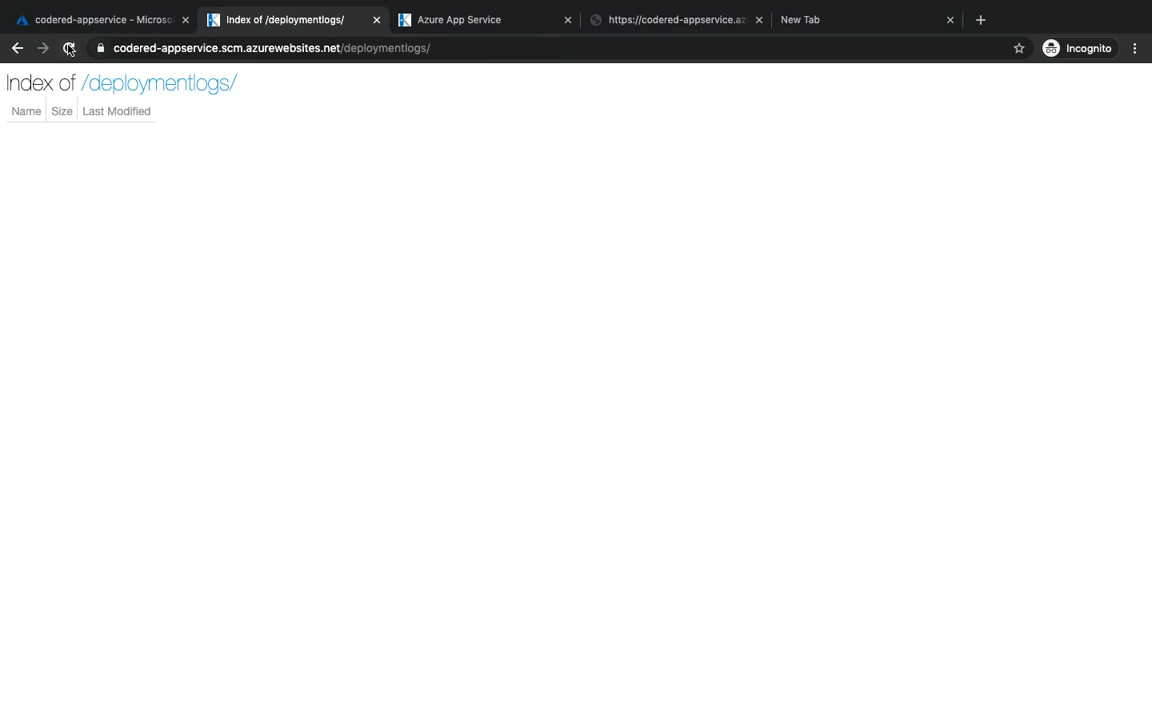 codered-appservice - Microso
Index of /deploymentlogs/
Azure App Service
https://codered-appservice.az
New Tab
codered-appservice.scm.azurewebsites.net/deploymentlogs/
Incognito
Index of /deploymentlogs/
Name Size Last Modified